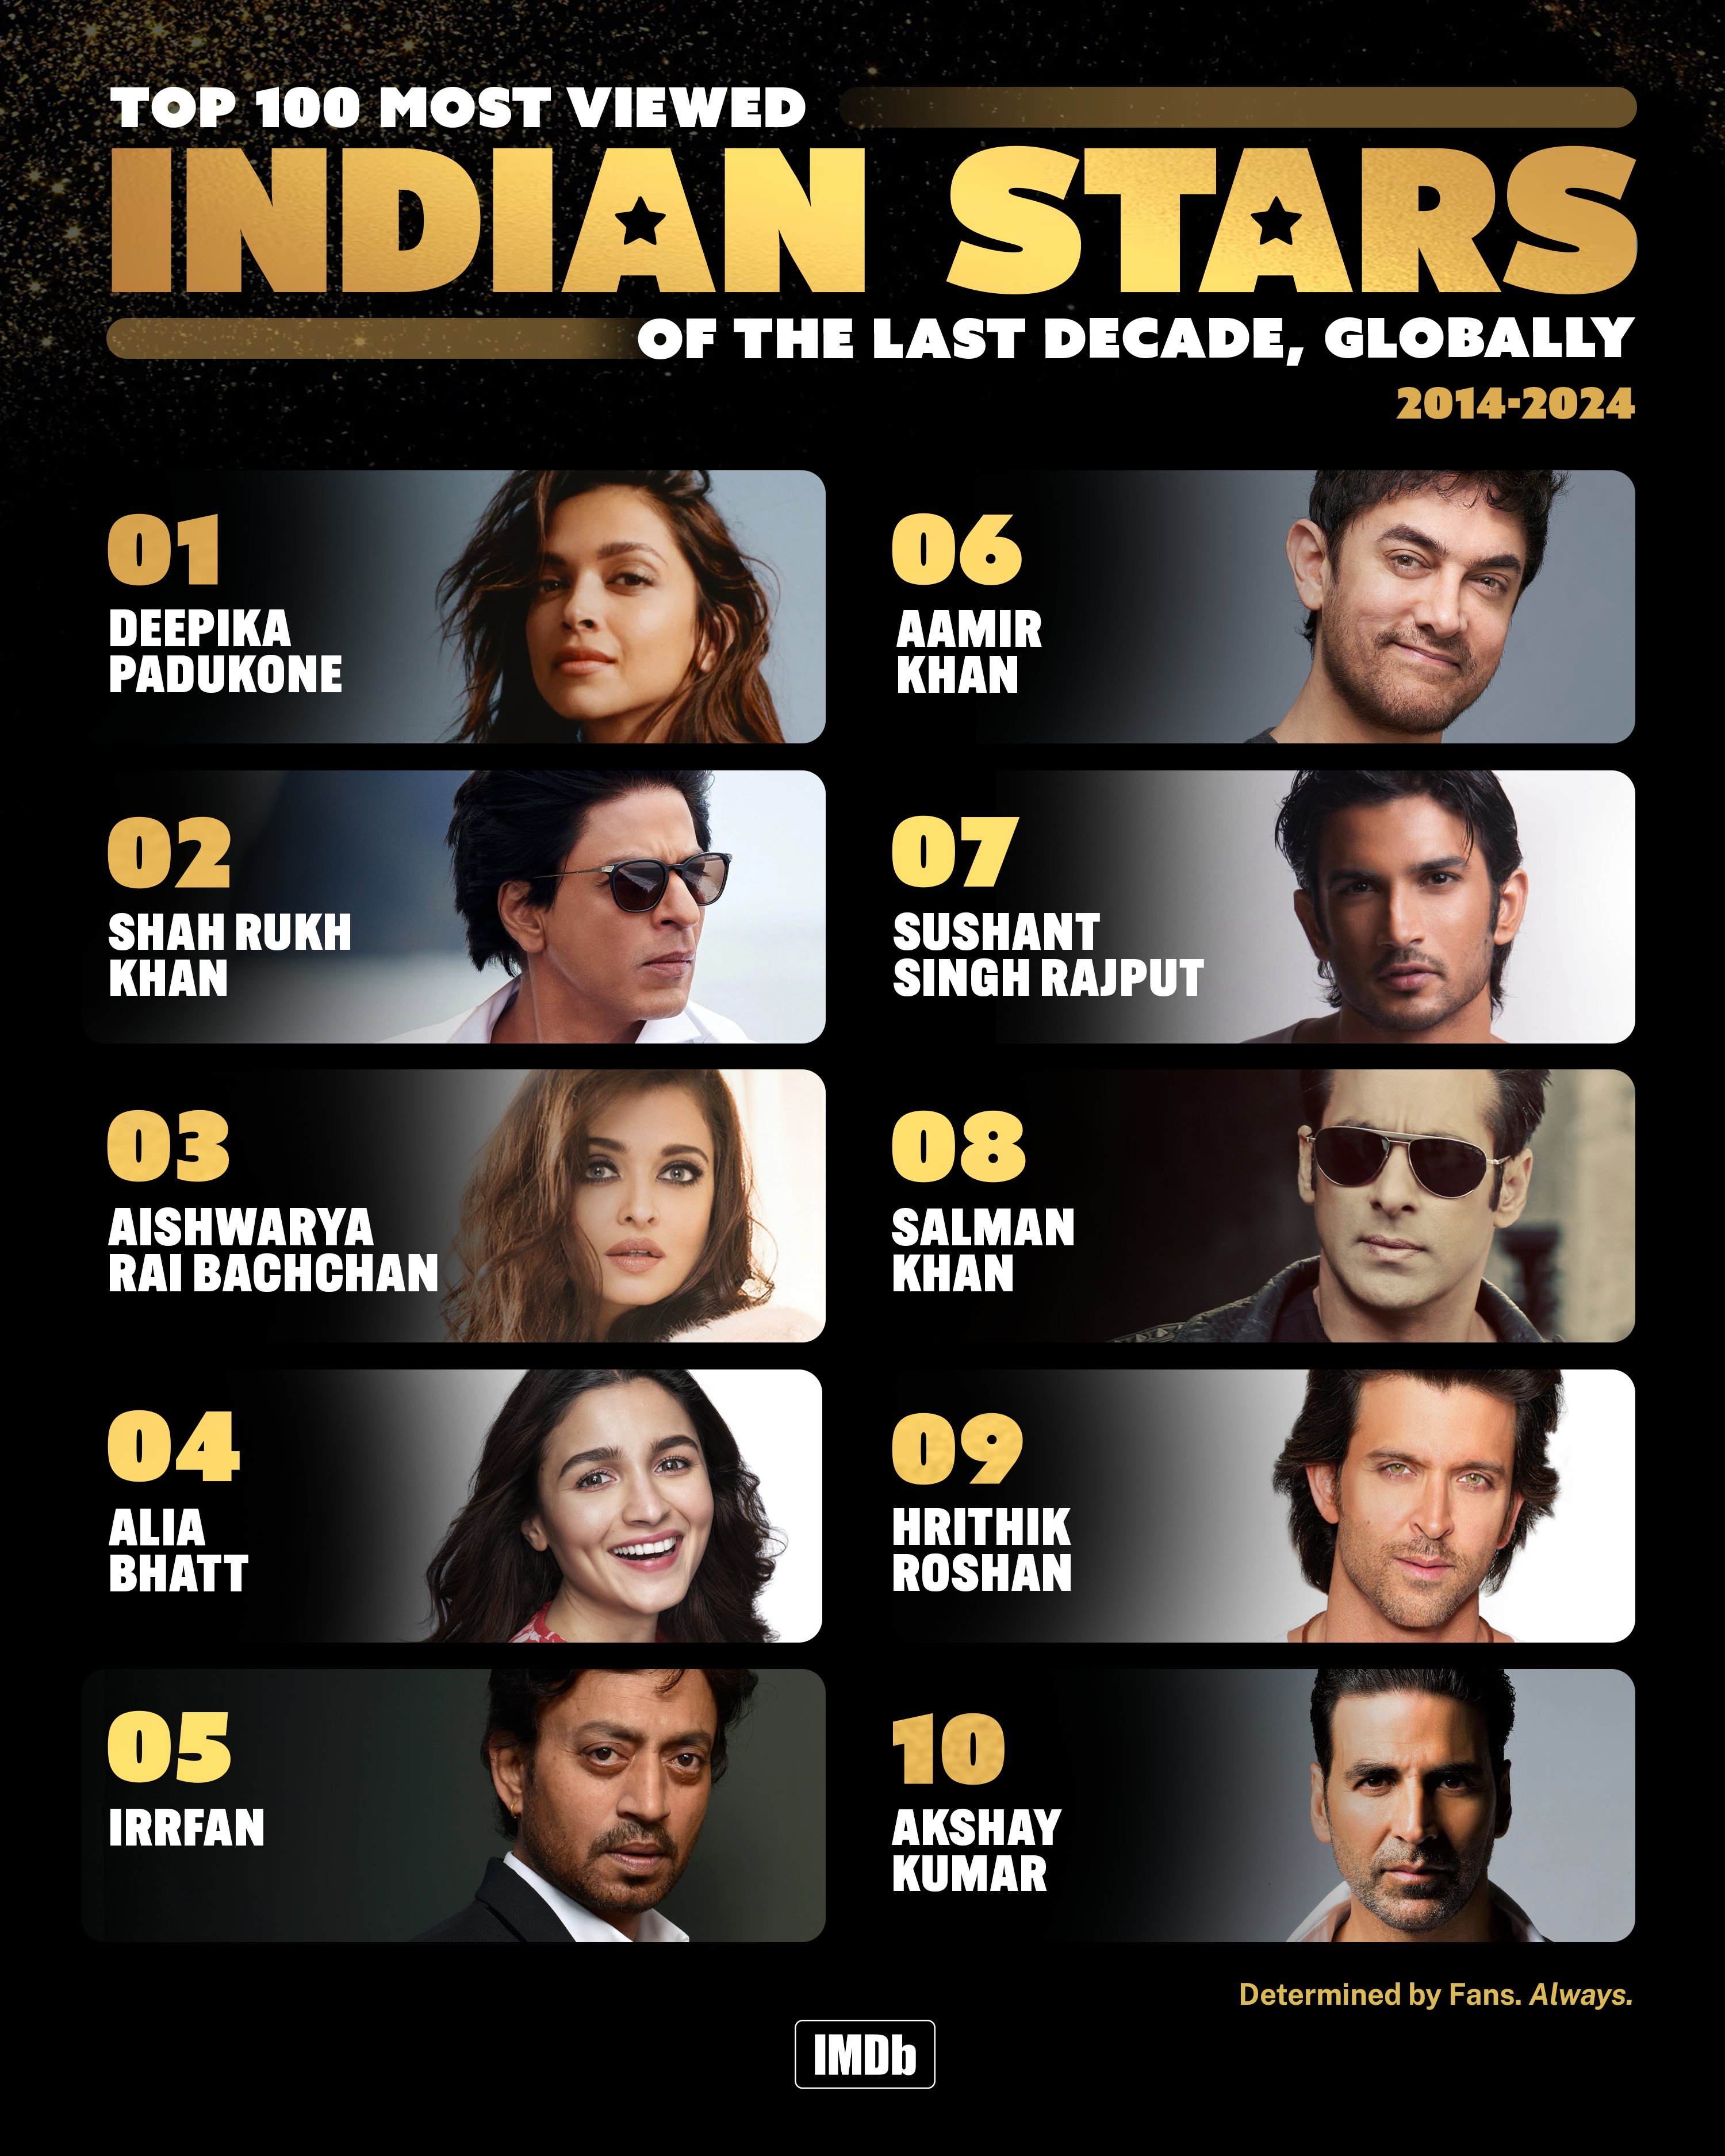 TOP 100 MOST VIEWED
INDIAN STARS
OF THE LAST DECADE, GLOBALLY
2014-2024
01
DEEPIKA
PADUKONE
02
SHAH RUKH
KHAN
03
AISHWARYA
RAI BACHCHAN
04
ALIA
BHATT
05
IRRFAN
06
AAMIR
KHAN
07
SUSHANT
SINGH RAJPUT
08
SALMAN
KHAN
09
HRITHIK
ROSHAN
10
AKSHAY
KUMAR
Determined by Fans. Always.
IMDb